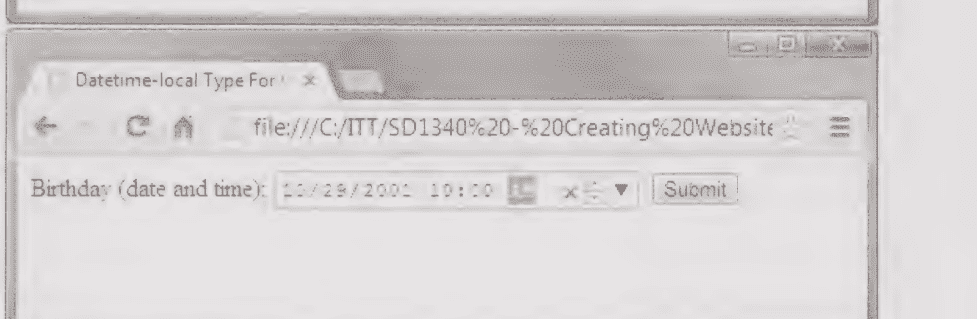 Datetime-local Type For
file:///C:/ITT/SD1340%20-%20Creating%20Website
Birthday (date and time): Submit